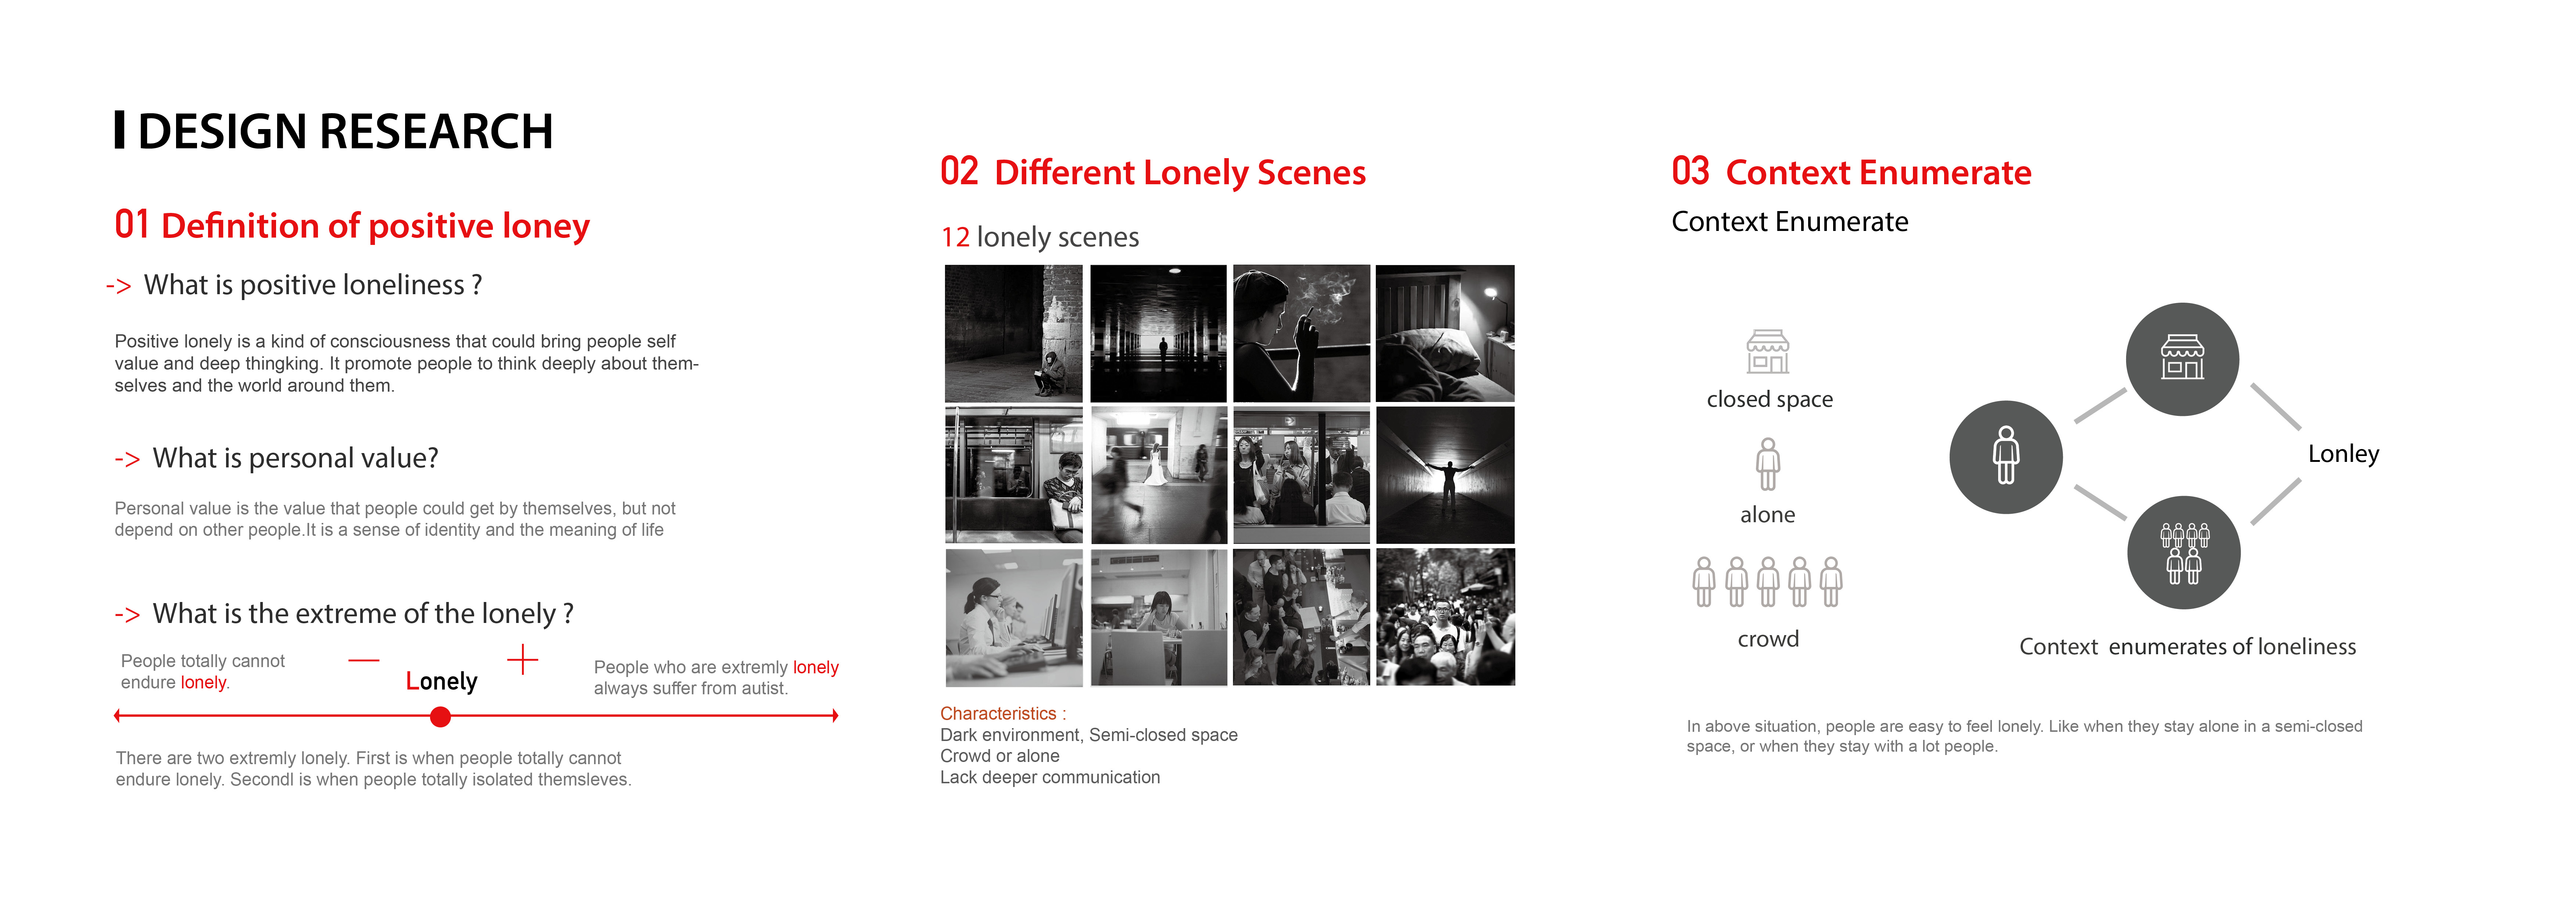 DESIGN RESEARCH
01 Definition of positive loney
-> What is positive loneliness ?
Positive lonely is a kind of consciousness that could bring people self
value and deep thingking. It promote people to think deeply about them-
selves and the world around them.
-> What is personal value?
Personal value is the value that people could get by themselves, but not
depend on other people.It is a sense of identity and the meaning of life
-> What is the extreme of the lonely ?
People totally cannot
endure lonely.
— Lonely +
People who are extremly lonely
always suffer from autist.
There are two extremly lonely. First is when people totally cannot
endure lonely. Secondl is when people totally isolated themsleves.
02 Different Lonely Scenes
12 lonely scenes
Characteristics :
Dark environment, Semi-closed space
Crowd or alone
Lack deeper communication
03 Context Enumerate
Context Enumerate
closed space
alone
crowd
Lonley
Context enumerates of loneliness
In above situation, people are easy to feel lonely. Like when they stay alone in a semi-closed
space, or when they stay with a lot people.